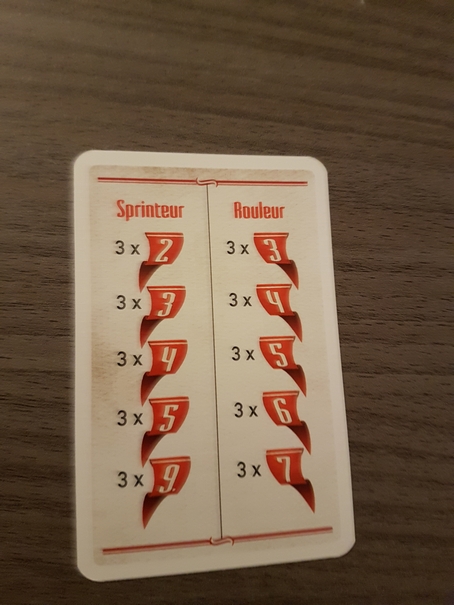 Sprinteur Rouleur
3 x 2 3 x 3
3 x 3 3 x 4
3 x 4 3 x 5
3 x 5 3 x 6
3 x 9. 3 x 7